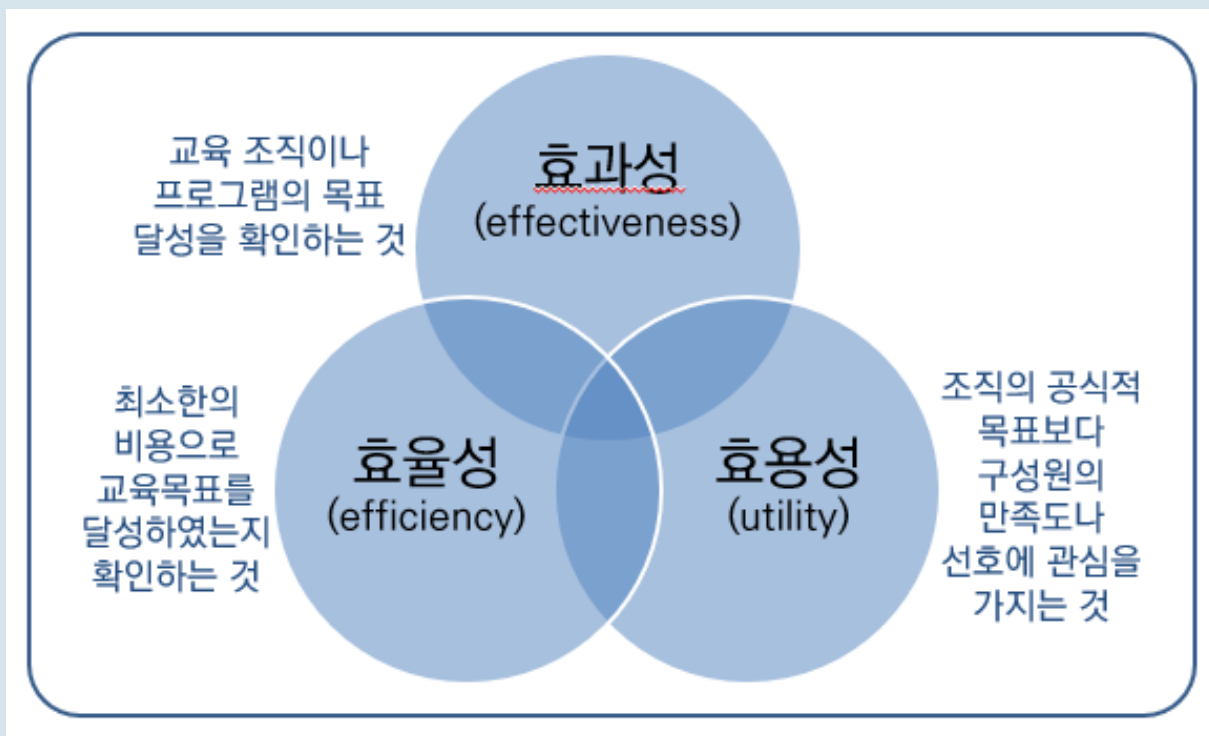 교육 조직이나
프로그램의 목표
달성을 확인하는 것
효과성
(effectiveness)
최소한의
비용으로
교육목표를
달성하였는지
확인하는 것
효율성
(efficiency)
효용성
(utility)
조직의 공식적
목표보다
구성원의
만족도나
선호에 관심을
가지는 것